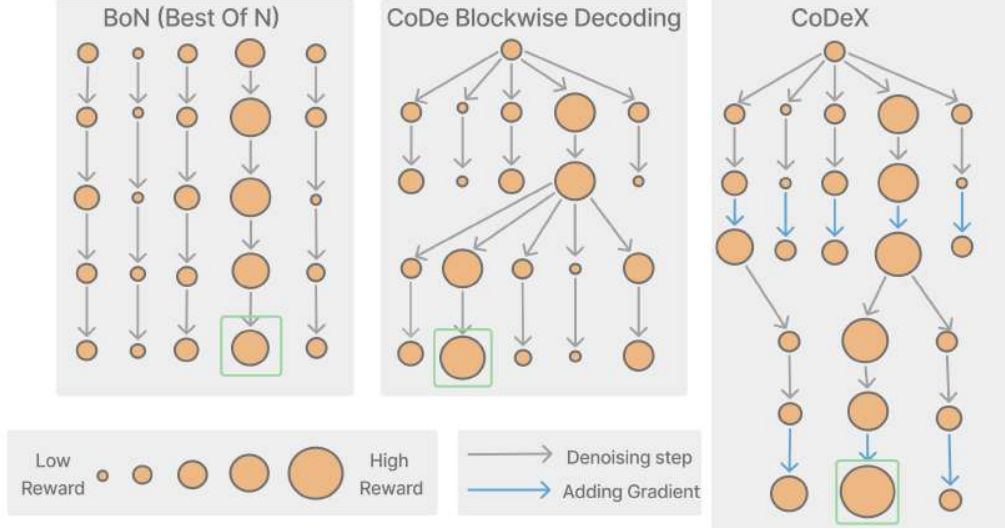 BoN (Best Of N)
CoDe Blockwise Decoding
CoDeX
Low
Reward
High
Reward
Denoising step
Adding Gradient